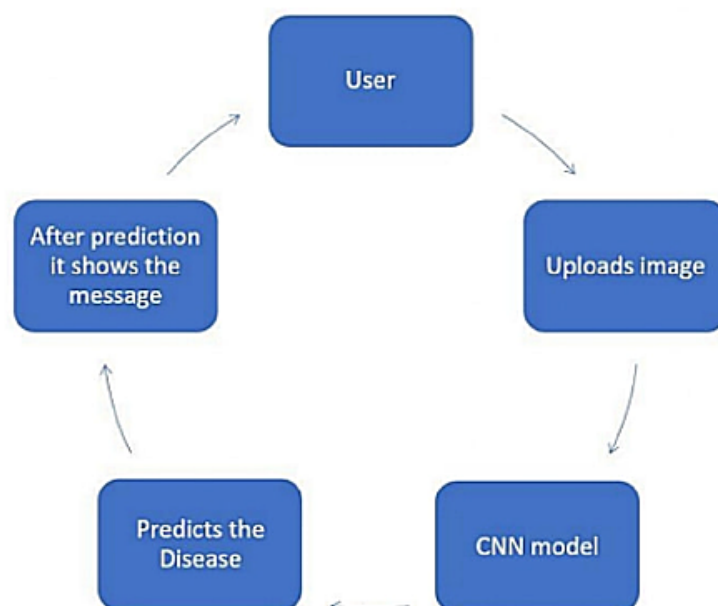 User
Uploads image
CNN model
Predicts the
Disease
After prediction
it shows the
message